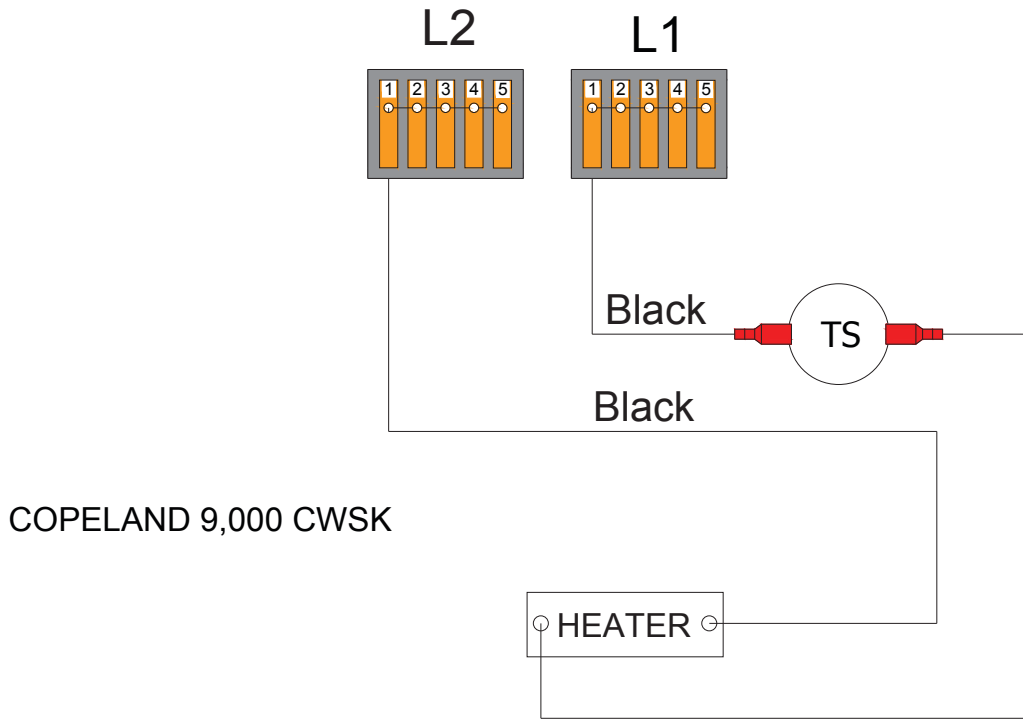 L2
L1
1 2 3 4 5
1 2 3 4 5
Black
TS
Black
COPELAND 9,000 CWSK
HEATER